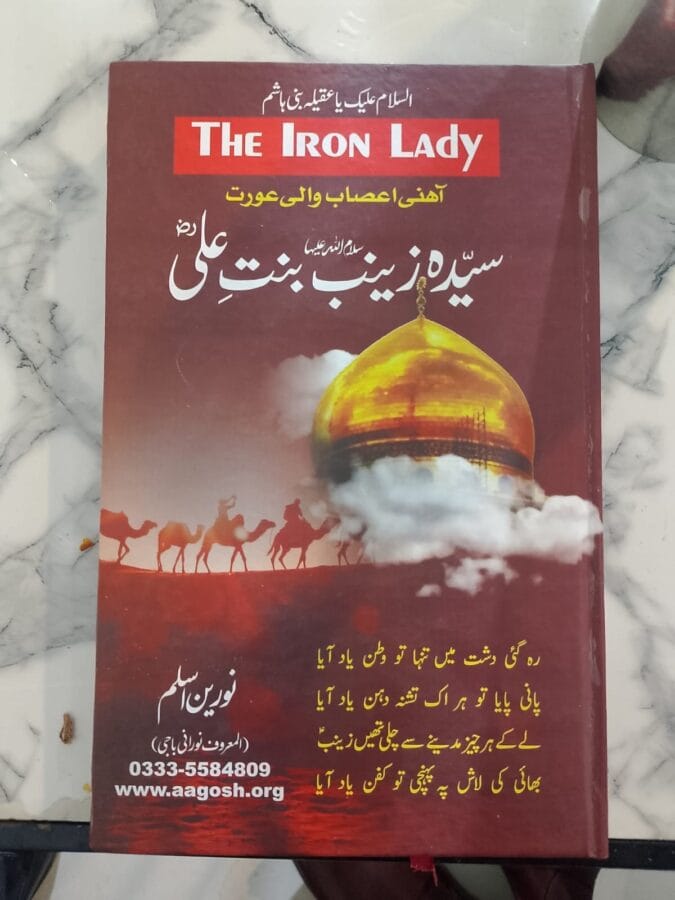 السلام علیک یا عقیلہ بنی ہاشم
THE IRON LADY
آھنی اعصاب والی عورت
سیّدہ زینب سلام اللہ علیہا بنتِ علیؓ
رہ گئی دشت میں تنہا تو وطن یاد آیا
پانی پایا تو ہر اک تشنہ دہن یاد آیا
لے کے ہر چیز مدینے سے چلی تھیں زینبؑ
بھائی کی لاش پہ پہنچی تو کفن یاد آیا
نورین اسلم
(المعروف نورانی باجی)
0333-5584809
www.aagosh.org